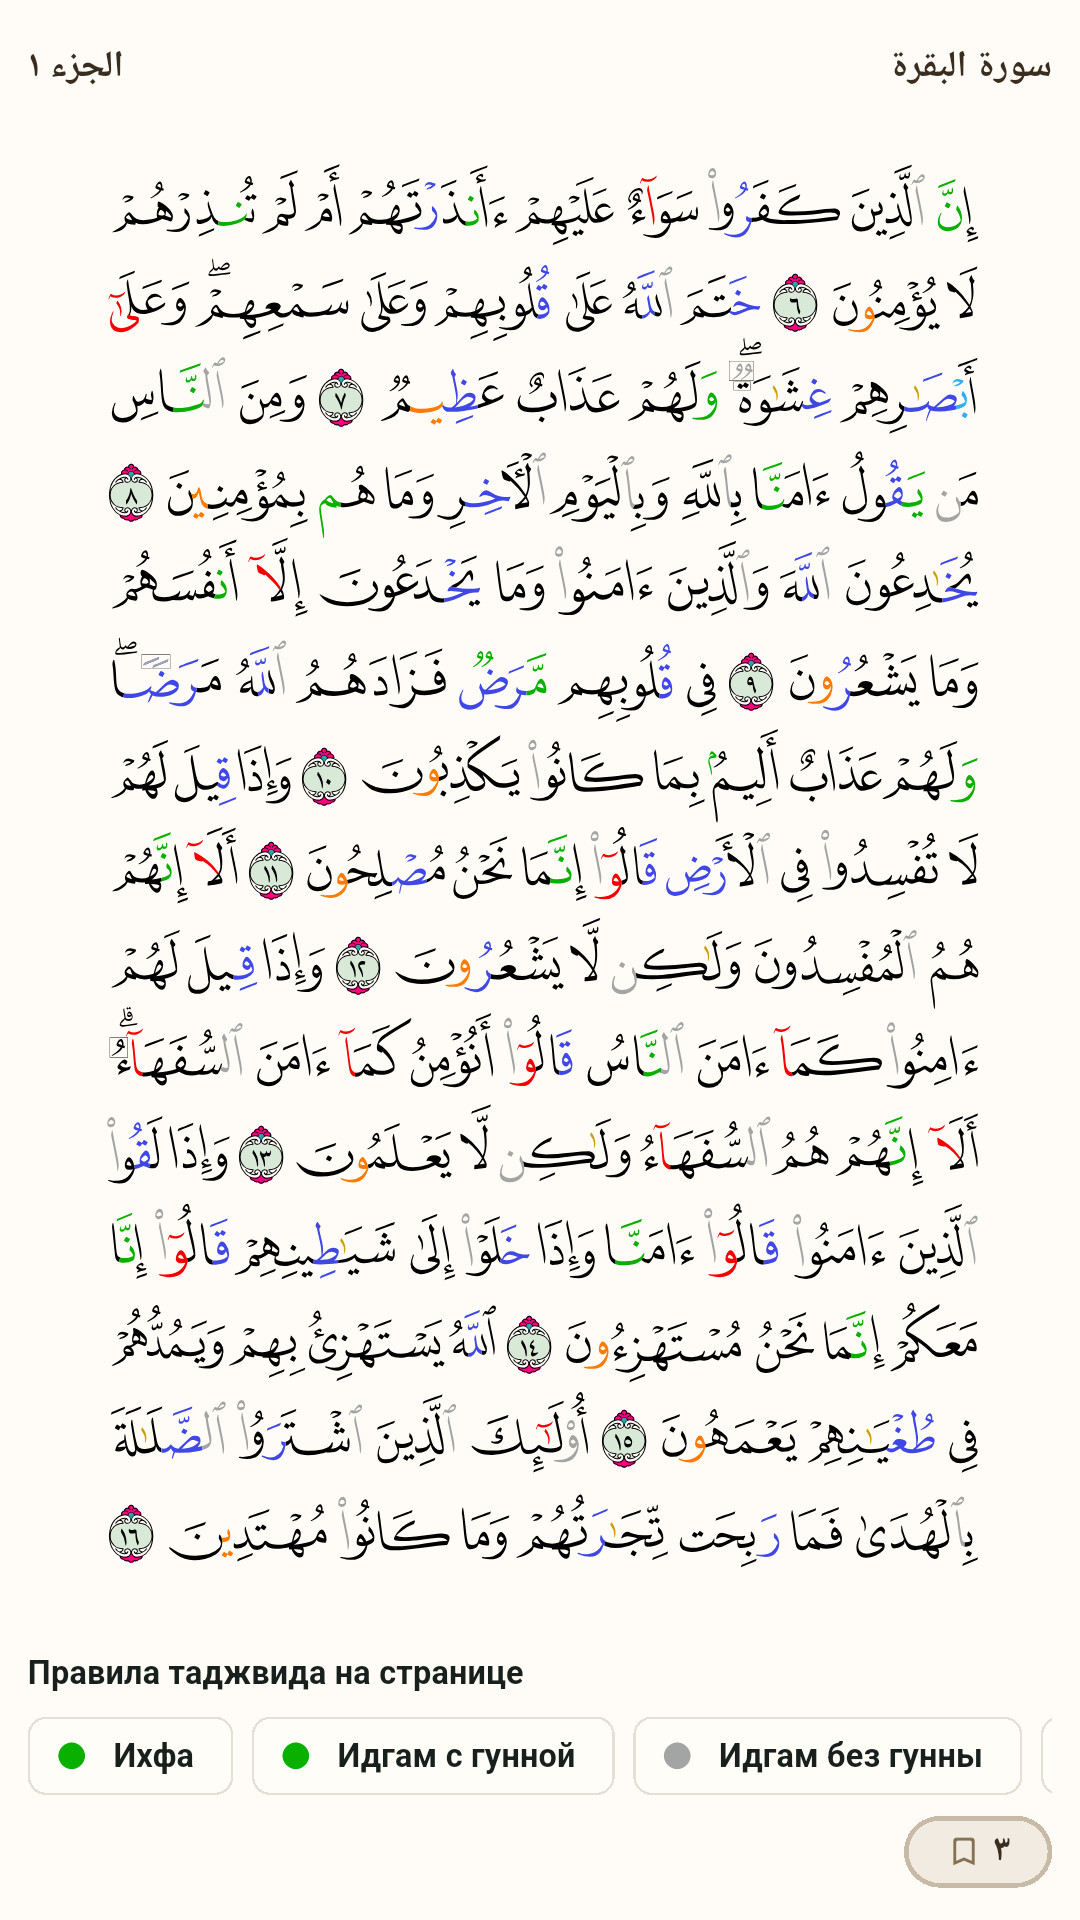 سورة البقرة
الجزء ١
إِنَّ ٱلَّذِينَ كَفَرُوا۟ سَوَآءٌ عَلَيْهِمْ ءَأَنذَرْتَهُمْ أَمْ لَمْ تُنذِرْهُمْ
لَا يُؤْمِنُونَ ٦ خَتَمَ ٱللَّهُ عَلَىٰ قُلُوبِهِمْ وَعَلَىٰ سَمْعِهِمْ ۖ وَعَلَىٰٓ
أَبْصَـٰرِهِمْ غِشَـٰوَةٌ ۖ وَلَهُمْ عَذَابٌ عَظِيمٌ ٧ وَمِنَ ٱلنَّاسِ
مَن يَقُولُ ءَامَنَّا بِٱللَّهِ وَبِٱلْيَوْمِ ٱلْـَٔاخِرِ وَمَا هُم بِمُؤْمِنِينَ ٨
يُخَـٰدِعُونَ ٱللَّهَ وَٱلَّذِينَ ءَامَنُوا۟ وَمَا يَخْدَعُونَ إِلَّآ أَنفُسَهُمْ
وَمَا يَشْعُرُونَ ٩ فِى قُلُوبِهِم مَّرَضٌ فَزَادَهُمُ ٱللَّهُ مَرَضًا ۖ
وَلَهُمْ عَذَابٌ أَلِيمٌۢ بِمَا كَانُوا۟ يَكْذِبُونَ ١٠ وَإِذَا قِيلَ لَهُمْ
لَا تُفْسِدُوا۟ فِى ٱلْأَرْضِ قَالُوٓا۟ إِنَّمَا نَحْنُ مُصْلِحُونَ ١١ أَلَآ إِنَّهُمْ
هُمُ ٱلْمُفْسِدُونَ وَلَـٰكِن لَّا يَشْعُرُونَ ١٢ وَإِذَا قِيلَ لَهُمْ
ءَامِنُوا۟ كَمَآ ءَامَنَ ٱلنَّاسُ قَالُوٓا۟ أَنُؤْمِنُ كَمَآ ءَامَنَ ٱلسُّفَهَآءُ ۗ
أَلَآ إِنَّهُمْ هُمُ ٱلسُّفَهَآءُ وَلَـٰكِن لَّا يَعْلَمُونَ ١٣ وَإِذَا لَقُوا۟
ٱلَّذِينَ ءَامَنُوا۟ قَالُوٓا۟ ءَامَنَّا وَإِذَا خَلَوْا۟ إِلَىٰ شَيَـٰطِينِهِمْ قَالُوٓا۟ إِنَّا
مَعَكُمْ إِنَّمَا نَحْنُ مُسْتَهْزِءُونَ ١٤ ٱللَّهُ يَسْتَهْزِئُ بِهِمْ وَيَمُدُّهُمْ
فِى طُغْيَـٰنِهِمْ يَعْمَهُونَ ١٥ أُو۟لَـٰٓئِكَ ٱلَّذِينَ ٱشْتَرَوُا۟ ٱلضَّلَـٰلَةَ
بِٱلْهُدَىٰ فَمَا رَبِحَت تِّجَـٰرَتُهُمْ وَمَا كَانُوا۟ مُهْتَدِينَ ١٦
Правила таджвида на странице
Ихфа
Идгам с гунной
Идгам без гунны
٣